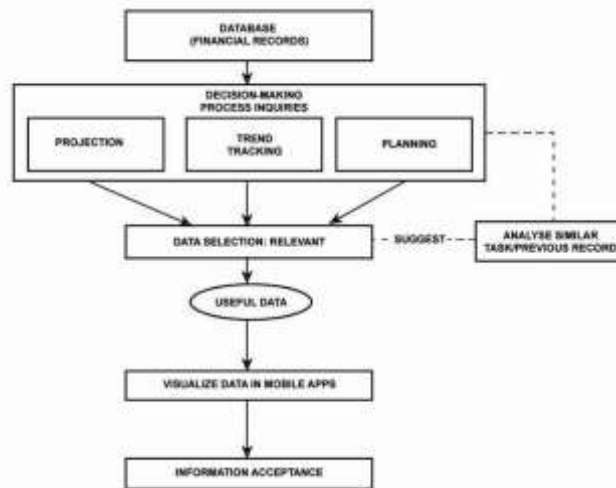 DATABASE
(FINANCIAL RECORDS)
DECISION-MAKING
PROCESS INQUIRIES
PROJECTION
TREND
TRACKING
PLANNING
DATA SELECTION: RELEVANT
SUGGEST
ANALYSE SIMILAR
TASK/PREVIOUS RECORD
USEFUL DATA
VISUALIZE DATA IN MOBILE APPS
INFORMATION ACCEPTANCE